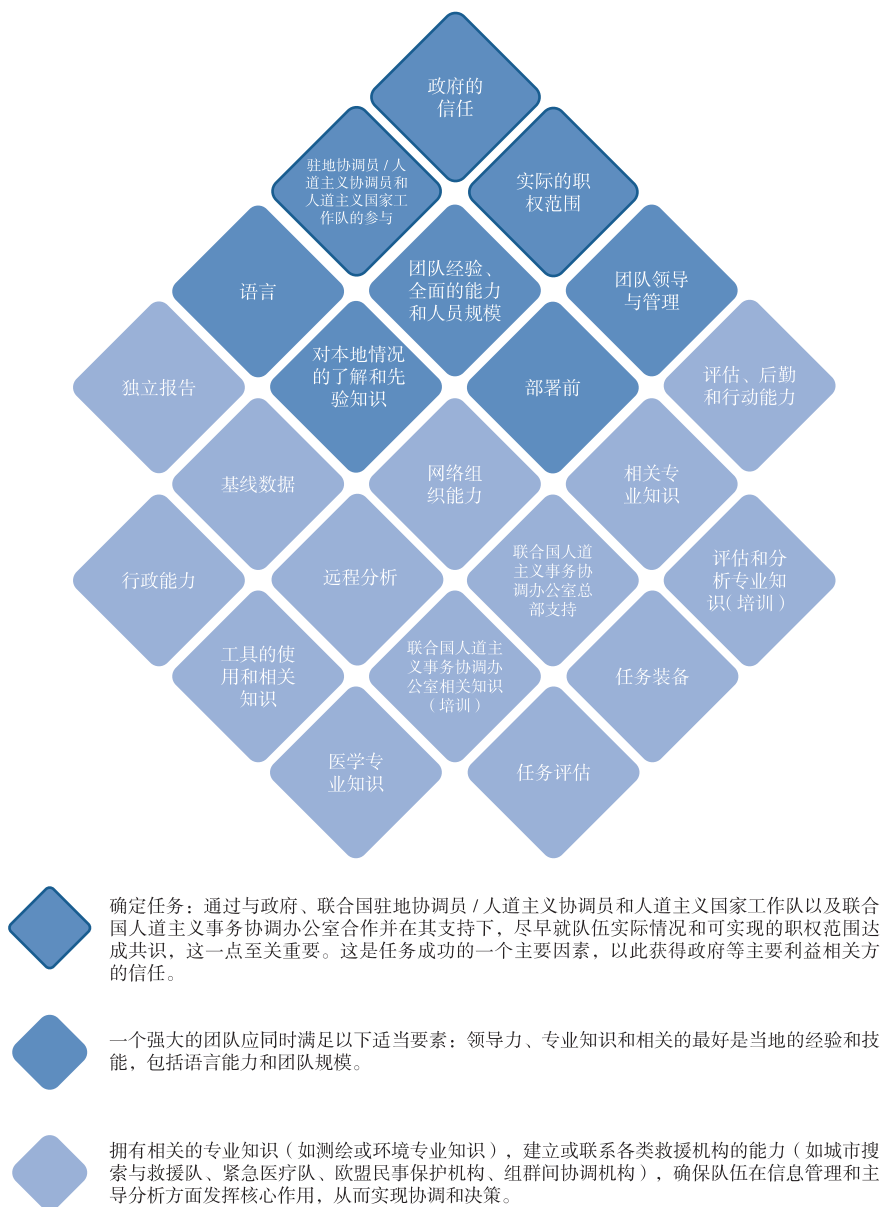 政府的
信任
驻地协调员 / 人
道主义协调员和
人道主义国家工
作队的参与
实际的职
权范围
语言
团队经验、
全面的能力
和人员规模
团队领导
与管理
独立报告
对本地情况
的了解和先
验知识
部署前
评估、后勤
和行动能力
基线数据
网络组
织能力
相关专
业知识
行政能力
远程分析
联合国人道
主义事务协
调办公室总
部支持
评估和分
析专业知
识（培训）
工具的使
用和相关
知识
联合国人道主
义事务协调办
公室相关知识
（培训）
任务装备
医学专
业知识
任务评估
确定任务：通过与政府、联合国驻地协调员 / 人道主义协调员和人道主义国家工作队以及联合
国人道主义事务协调办公室合作并在其支持下，尽早就队伍实际情况和可实现的职权范围达
成共识，这一点至关重要。这是任务成功的一个主要因素，以此获得政府等主要利益相关方
的信任。
一个强大的团队应同时满足以下适当要素：领导力、专业知识和相关的最好是当地的经验和技
能，包括语言能力和团队规模。
拥有相关的专业知识（如测绘或环境专业知识），建立或联系各类救援机构的能力（如城市搜
索与救援队、紧急医疗队、欧盟民事保护机构、组群间协调机构），确保队伍在信息管理和主
导分析方面发挥核心作用，从而实现协调和决策。